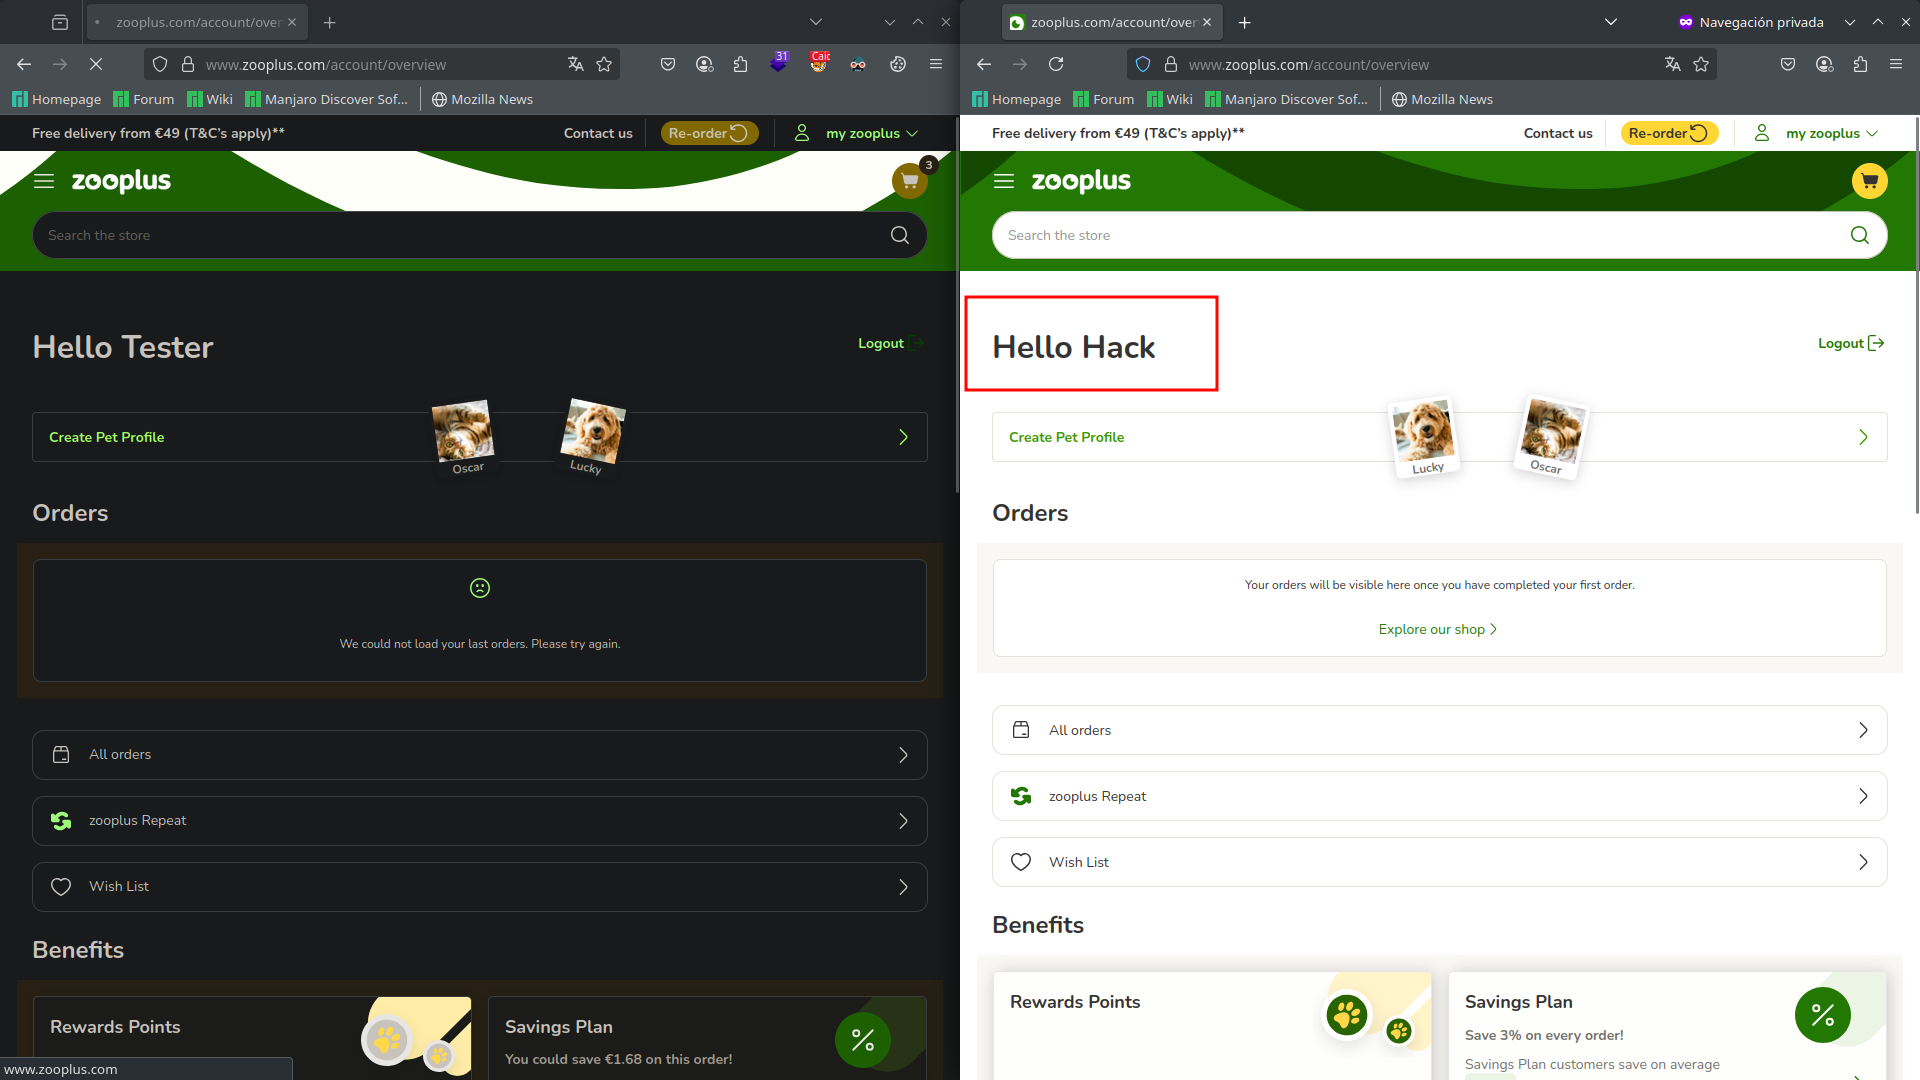 zooplus.com/account/over
www.zooplus.com/account/overview
31
Homepage
Forum
Wiki
Manjaro Discover Sof...
Mozilla News
Free delivery from €49 (T&C's apply)**
Contact us
Re-order
my zooplus
zooplus
3
Search the store
Hello Tester
Logout
Create Pet Profile
Oscar
Lucky
Orders
We could not load your last orders. Please try again.
All orders
zooplus Repeat
Wish List
Benefits
Rewards Points
Savings Plan
You could save €1.68 on this order!
www.zooplus.com
zooplus.com/account/over
Navegación privada
www.zooplus.com/account/overview
Homepage
Forum
Wiki
Manjaro Discover Sof...
Mozilla News
Free delivery from €49 (T&C's apply)**
Contact us
Re-order
my zooplus
zooplus
Search the store
Hello Hack
Logout
Create Pet Profile
Lucky
Oscar
Orders
Your orders will be visible here once you have completed your first order.
Explore our shop
All orders
zooplus Repeat
Wish List
Benefits
Rewards Points
Savings Plan
Save 3% on every order!
Savings Plan customers save on average